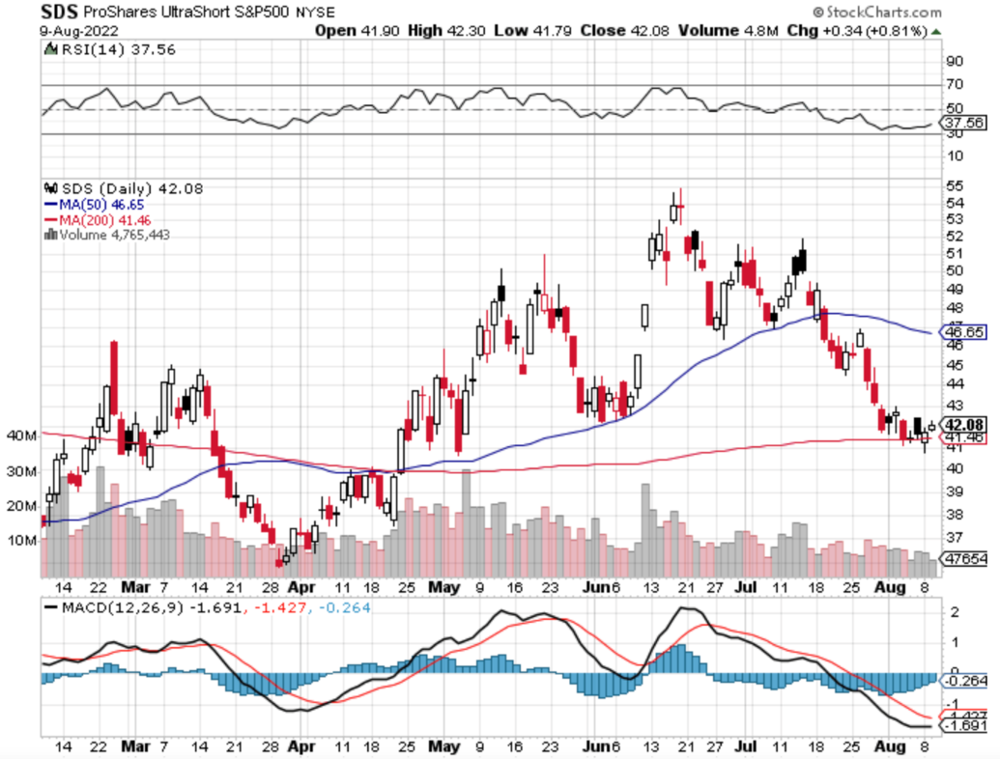 SDS ProShares UltraShort S&P500 NYSE © StockCharts.com
9-Aug-2022 Open 41.90 High 42.30 Low 41.79 Close 42.08 Volume 4.8M Chg +0.34 (+0.81%)
RSI(14) 37.56
90
70
50
37.56
30
10
SDS (Daily) 42.08
MA(50) 46.65
MA(200) 41.46
Volume 4,765,443
55
54
53
52
51
50
49
48
47
46.65
46
45
44
43
42.08
41.46
41
40
39
38
37
47654
40M
30M
20M
10M
14 22 Mar 7 14 21 28 Apr 11 18 25 May 9 16 23 Jun 6 13 21 27 Jul 11 18 25 Aug 8
MACD(12,26,9) -1.691, -1.427, -0.264
2
1
0
-0.264
-1
-1.427
-1.691
14 22 Mar 7 14 21 28 Apr 11 18 25 May 9 16 23 Jun 6 13 21 27 Jul 11 18 25 Aug 8